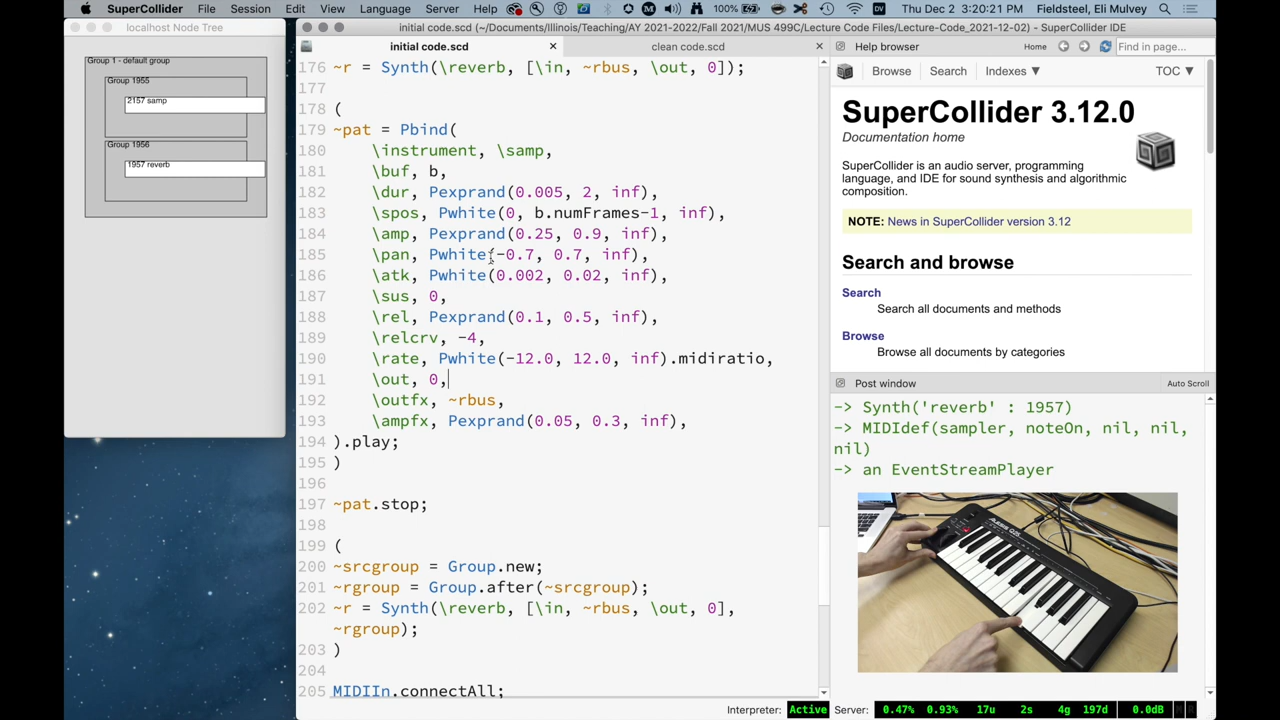 SuperCollider Session Edit View Language Server Help 100% Thu Dec 2 3:20:21 PM Fieldsteel, Eli Mulvey
localhost Node Tree
Group 1 - default group
Group 1955
2157 samp
Group 1956
1957 reverb
initial code.scd (~/Documents/Illinois/Teaching/AY 2021-2022/Fall 2021/MUS 499C/Lecture Code Files/Lecture-Code_2021-12-02) - SuperCollider IDE
initial code.scd
clean code.scd
176 ~r = Synth(\reverb, [\in, ~rbus, \out, 0]);
177
178 (
179 ~pat = Pbind(
180 \instrument, \samp,
181 \buf, b,
182 \dur, Pexprand(0.005, 2, inf),
183 \spos, Pwhite(0, b.numFrames-1, inf),
184 \amp, Pexprand(0.25, 0.9, inf),
185 \pan, Pwhite(-0.7, 0.7, inf),
186 \atk, Pwhite(0.002, 0.02, inf),
187 \sus, 0,
188 \rel, Pexprand(0.1, 0.5, inf),
189 \relcrv, -4,
190 \rate, Pwhite(-12.0, 12.0, inf).midiratio,
191 \out, 0,
192 \outfx, ~rbus,
193 \ampfx, Pexprand(0.05, 0.3, inf),
194 ).play;
195 )
196
197 ~pat.stop;
198
199 (
200 ~srcgroup = Group.new;
201 ~rgroup = Group.after(~srcgroup);
202 ~r = Synth(\reverb, [\in, ~rbus, \out, 0],
~rgroup);
203 )
204
205 MIDIIn.connectAll;
Help browser Home Find in page...
Browse Search Indexes ▼ TOC ▼
SuperCollider 3.12.0
Documentation home
SuperCollider is an audio server, programming
language, and IDE for sound synthesis and algorithmic
composition.
NOTE: News in SuperCollider version 3.12
Search and browse
Search
Search all documents and methods
Browse
Browse all documents by categories
Post window Auto Scroll
-> Synth('reverb' : 1957)
-> MIDIdef(sampler, noteOn, nil, nil,
nil)
-> an EventStreamPlayer
Interpreter: Active Server: 0.47% 0.93% 17u 2s 4g 197d 0.0dB M R